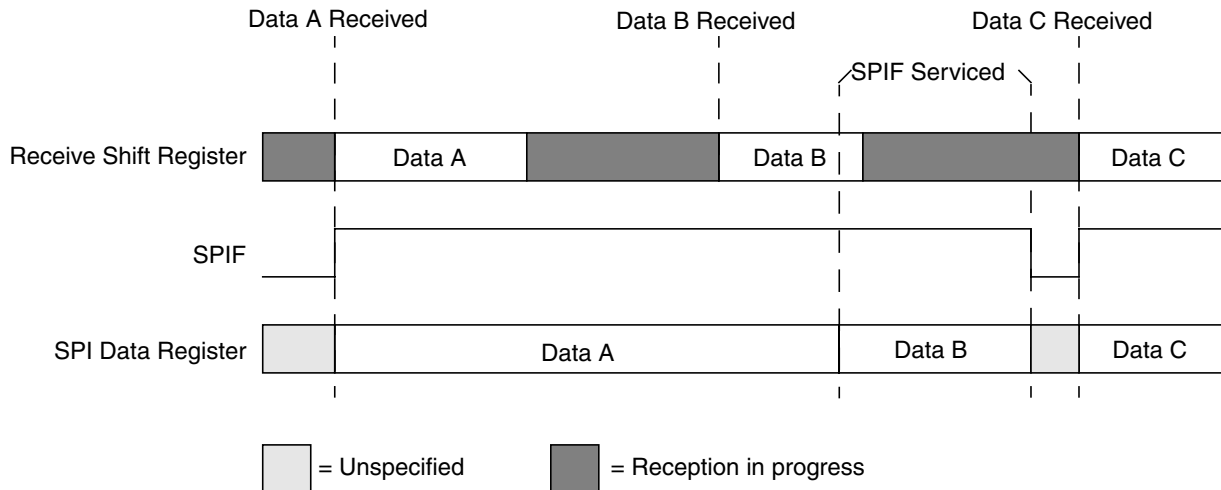 Data A Received
Data B Received
Data C Received
SPIF Serviced
Receive Shift Register
Data A
Data B
Data C
SPIF
SPI Data Register
Data A
Data B
Data C
= Unspecified
= Reception in progress